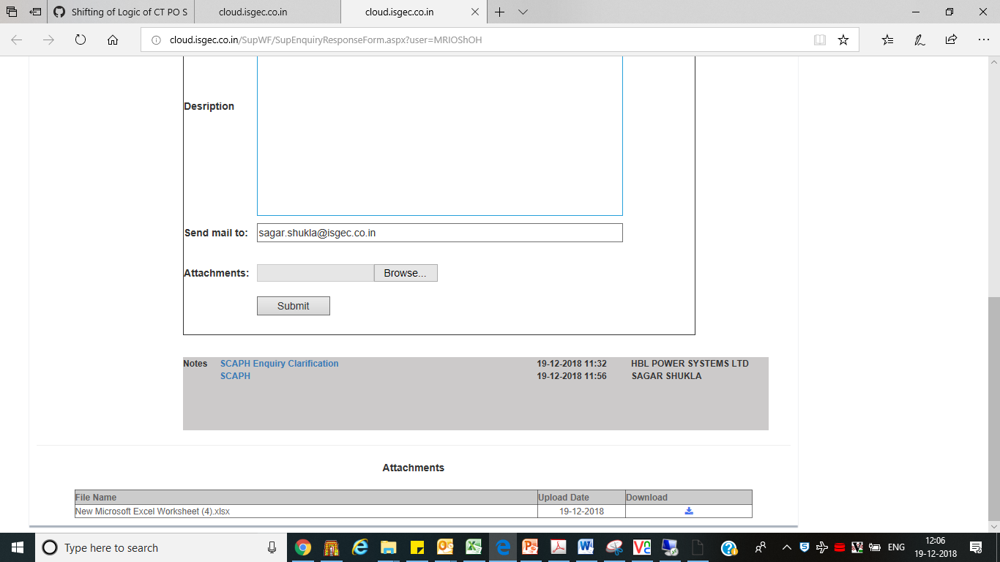 Shifting of Logic of CT PO S
cloud.isgec.co.in
cloud.isgec.co.in
cloud.isgec.co.in/SupWF/SupEnquiryResponseForm.aspx?user=MRIOShOH
Desription
Send mail to: sagar.shukla@isgec.co.in
Attachments: Browse...
Submit
Notes SCAPH Enquiry Clarification 19-12-2018 11:32 HBL POWER SYSTEMS LTD
SCAPH 19-12-2018 11:56 SAGAR SHUKLA
Attachments
File Name Upload Date Download
New Microsoft Excel Worksheet (4).xlsx 19-12-2018
Type here to search
ENG
12:06
19-12-2018